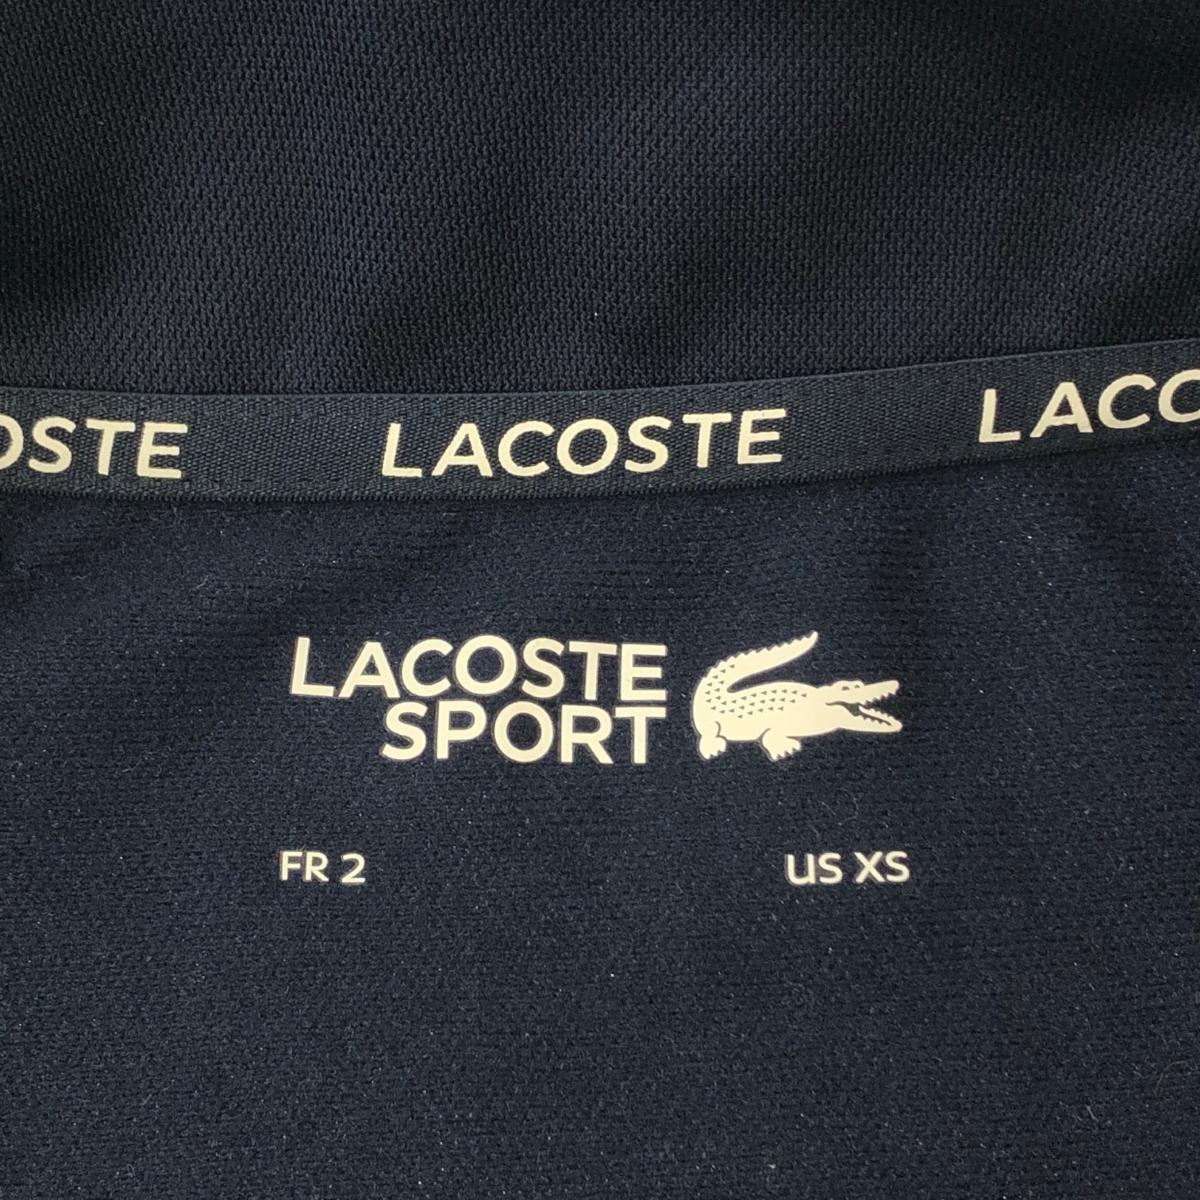 OSTE LACOSTE LACO
LACOSTE
SPORT
FR 2 US XS